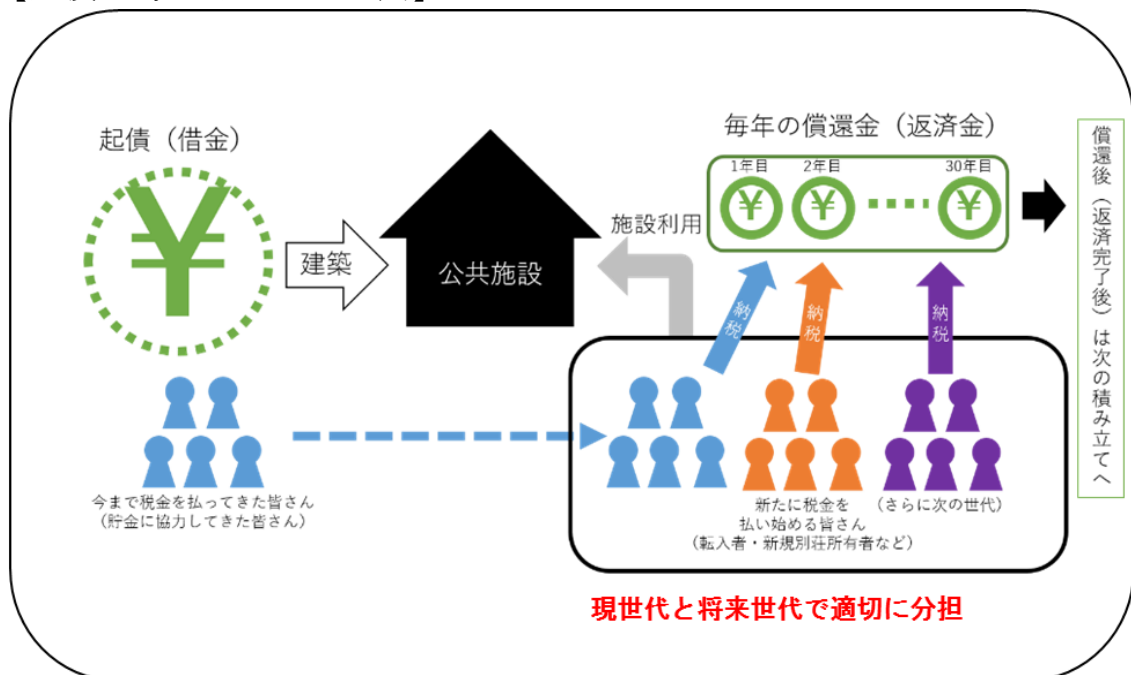 起債（借金）
¥
建築
公共施設
施設利用
毎年の償還金（返済金）
1年目
2年目
30年目
¥
¥
¥
納税
納税
納税
償還後（返済完了後）は次の積み立てへ
今まで税金を払ってきた皆さん
（貯金に協力してきた皆さん）
新たに税金を
払い始める皆さん
（転入者・新規別荘所有者など）
（さらに次の世代）
現世代と将来世代で適切に分担